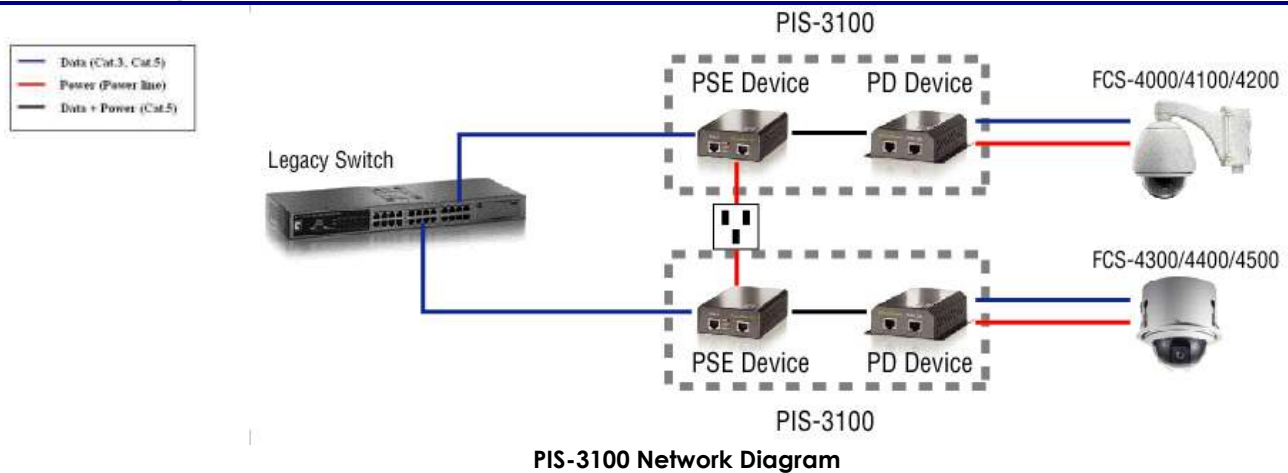 PIS-3100
Data (Cat.3, Cat.5)
Power (Power line)
Data + Power (Cat.5)
PSE Device
PD Device
FCS-4000/4100/4200
Legacy Switch
FCS-4300/4400/4500
PSE Device
PD Device
PIS-3100
PIS-3100 Network Diagram